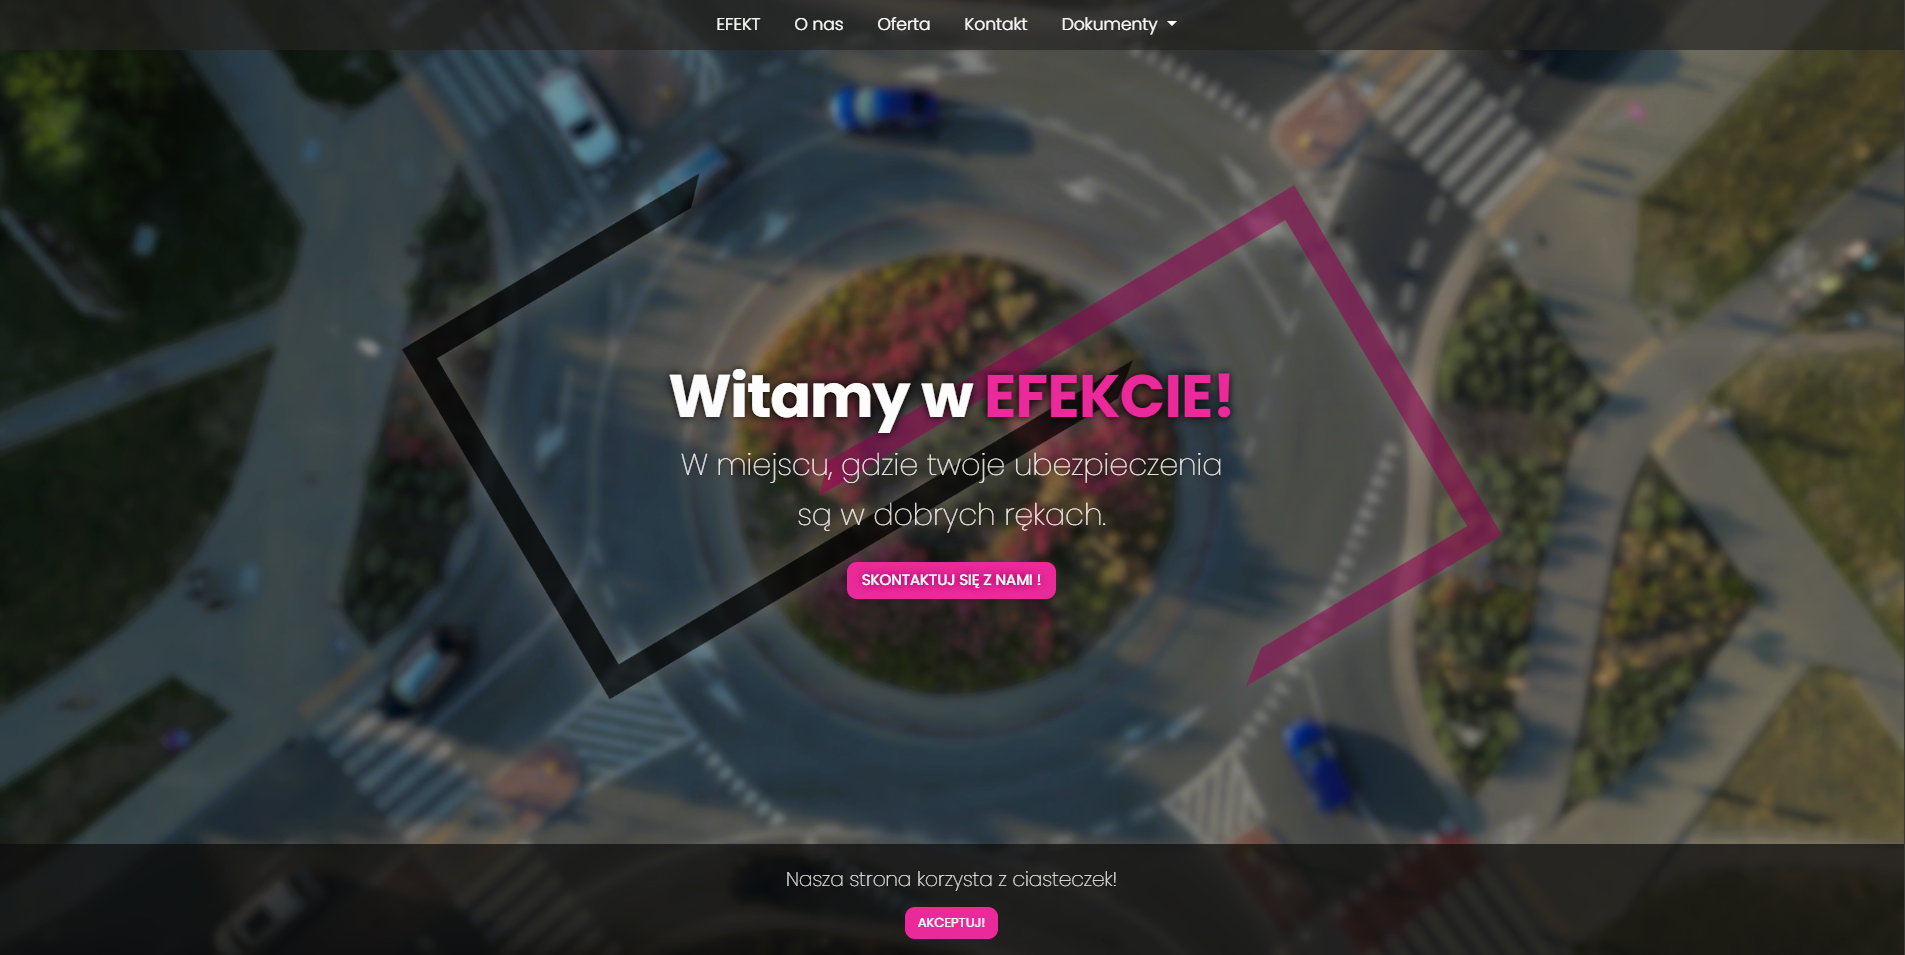 EFEKT O nas Oferta Kontakt Dokumenty
Witamy w EFEKCIE!
W miejscu, gdzie twoje ubezpieczenia
są w dobrych rękach.
SKONTAKTUJ SIĘ Z NAMI !
Nasza strona korzysta z ciasteczek!
AKCEPTUJ!